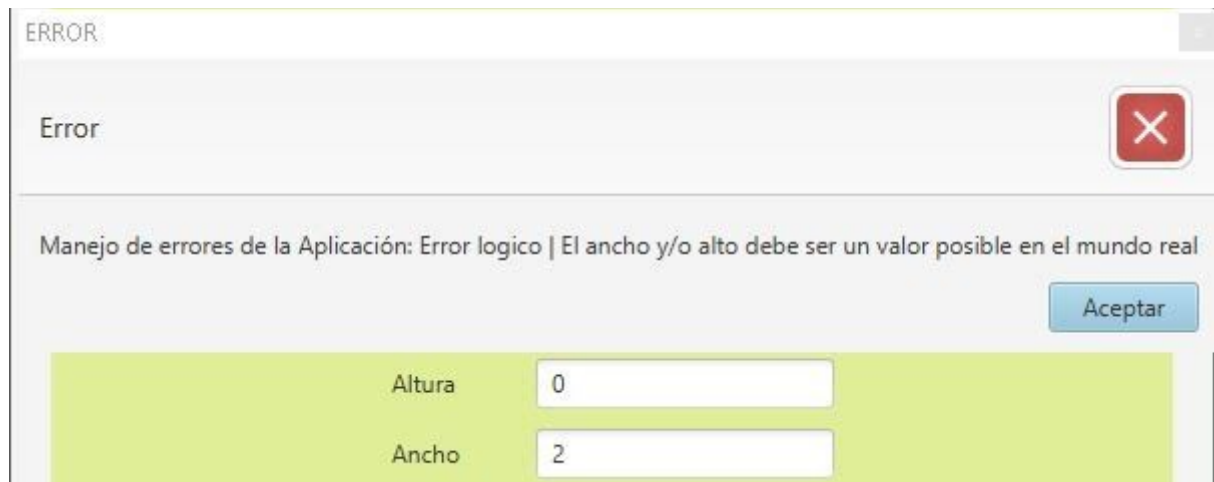 ERROR
Error
Manejo de errores de la Aplicación: Error logico | El ancho y/o alto debe ser un valor posible en el mundo real
Aceptar
Altura 0
Ancho 2